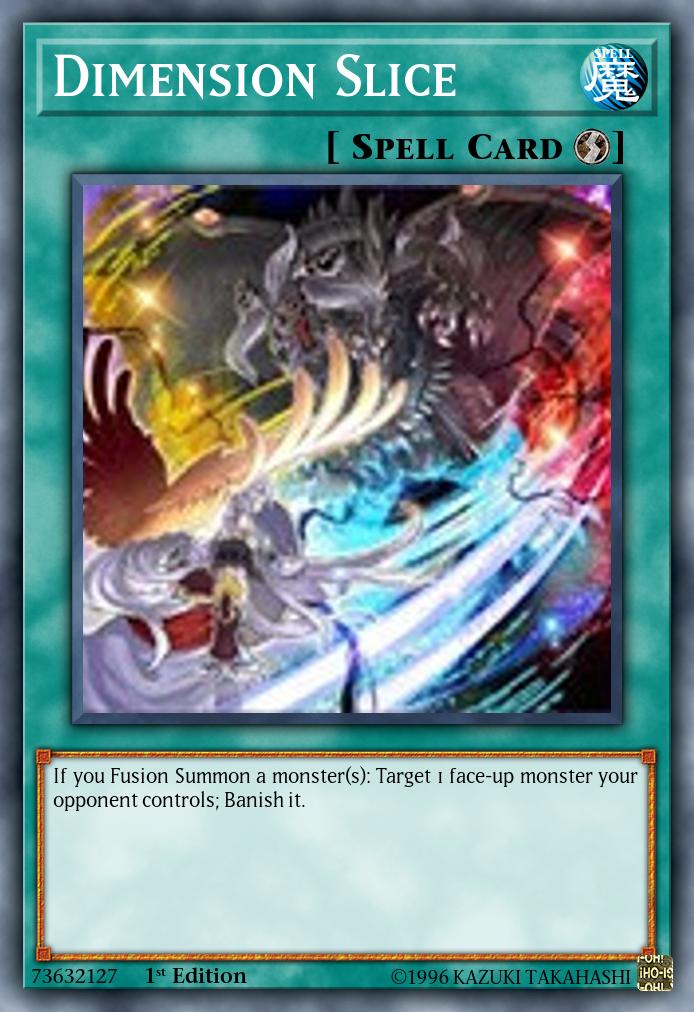 DIMENSION SLICE
SPELL
魔
[ SPELL CARD ]
If you Fusion Summon a monster(s): Target 1 face-up monster your
opponent controls; Banish it.
73632127 1st Edition ©1996 KAZUKI TAKAHASHI